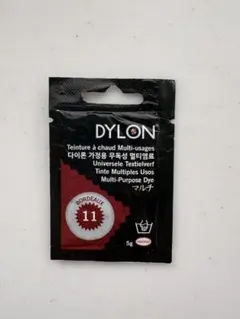 DYLON
Teinture à chaud Multi-usages
다이론 가정용 무독성 멀티염료
Universele Textielverf
Tinte Multiples Usos
Multi-Purpose Dye
マルチ
BORDEAUX
11
5g